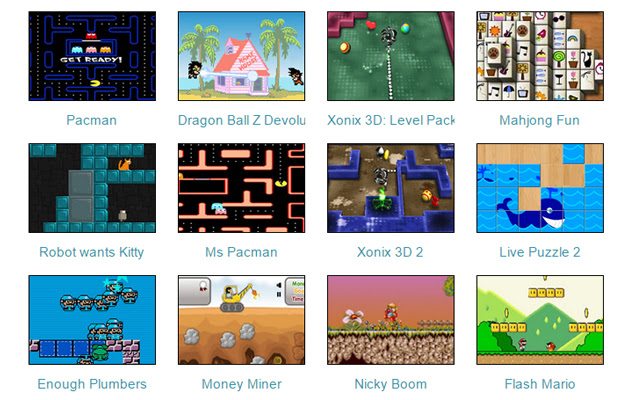 GET READY!
KAME
HOUSE
Pacman
Dragon Ball Z Devolu
Xonix 3D: Level Pack
Mahjong Fun
Robot wants Kitty
Ms Pacman
Xonix 3D 2
Live Puzzle 2
Mone
Time
Enough Plumbers
Money Miner
Nicky Boom
Flash Mario